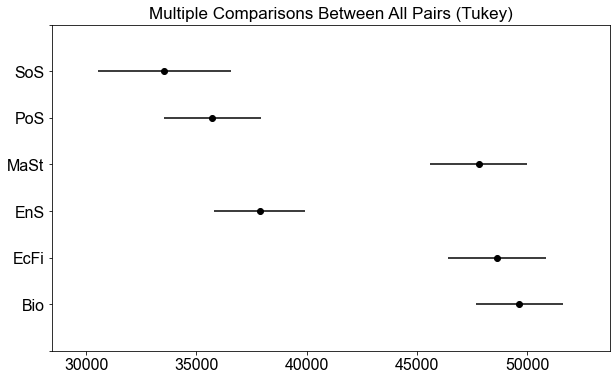 Multiple Comparisons Between All Pairs (Tukey)
SoS
PoS
MaSt
EnS
EcFi
Bio
30000 35000 40000 45000 50000